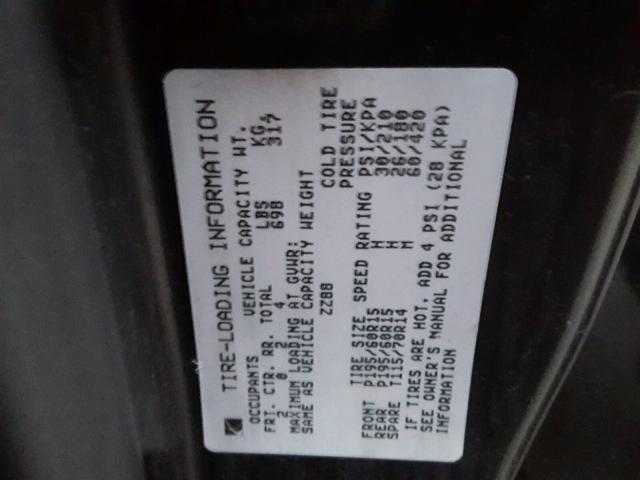 TIRE-LOADING INFORMATION
OCCUPANTS VEHICLE CAPACITY WT.
FRT. CTR. RR. TOTAL LBS KG
2 0 2 4 698 317
MAXIMUM LOADING AT GVWR:
SAME AS VEHICLE CAPACITY WEIGHT
ZZ88 COLD TIRE
PRESSURE
TIRE SIZE SPEED RATING PSI/KPA
FRONT P195/60R15 H 30/210
REAR P195/60R15 H 26/180
SPARE T115/70R14 M 60/420
IF TIRES ARE HOT, ADD 4 PSI (28 KPA)
SEE OWNER'S MANUAL FOR ADDITIONAL
INFORMATION